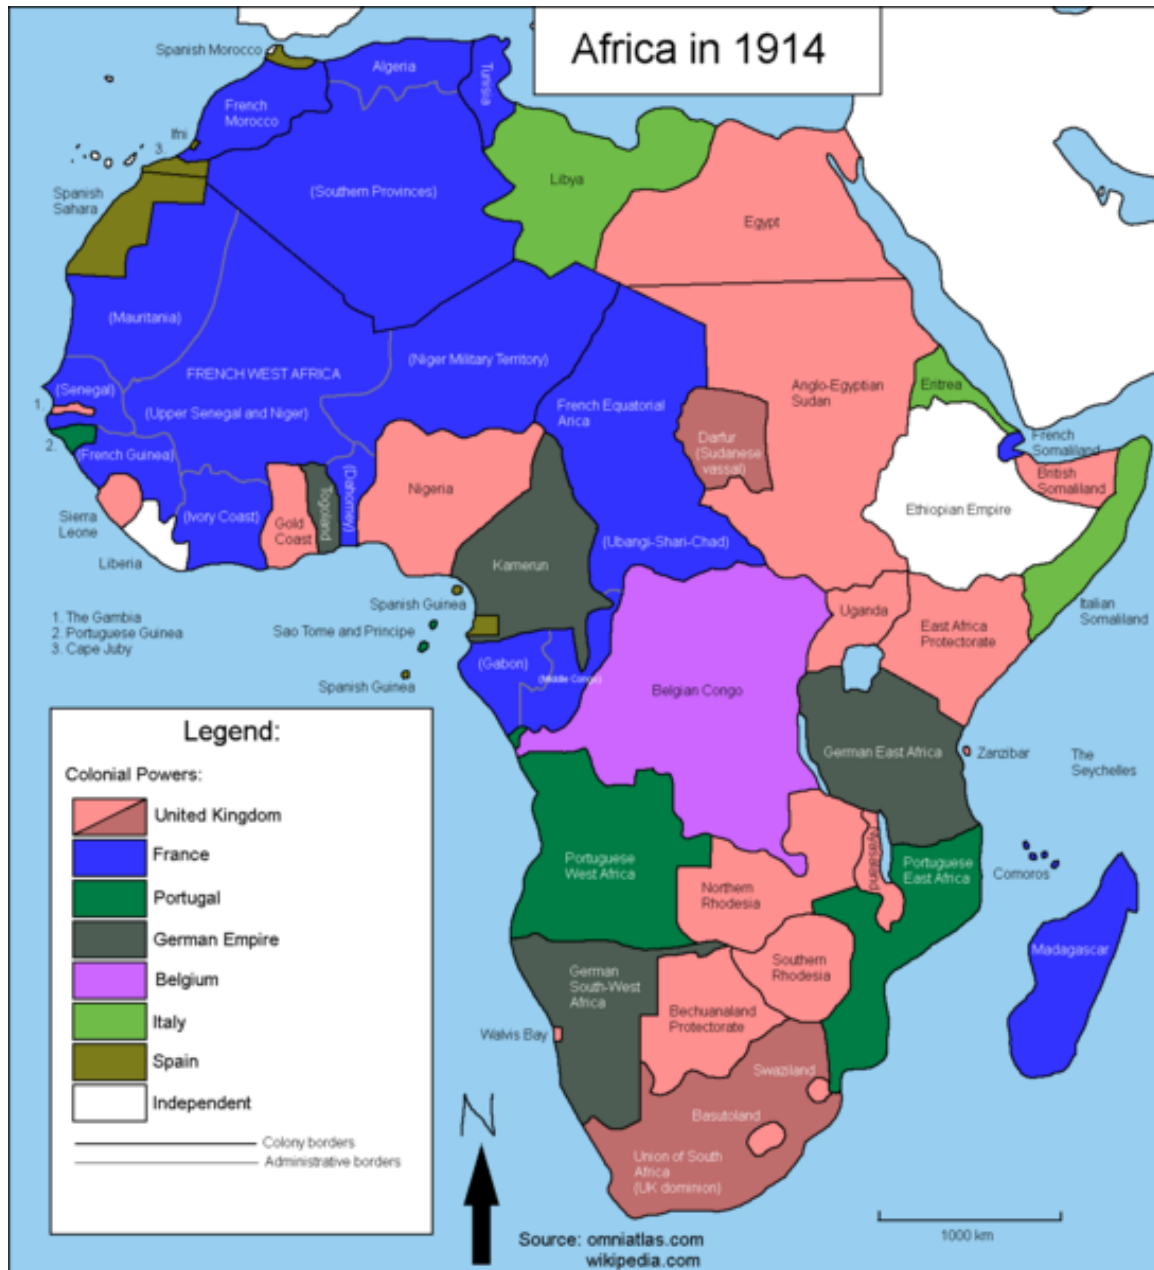 Africa in 1914
Spanish Morocco
Algeria
Tunisia
French
Morocco
Ifni
3.
Spanish
Sahara
(Southern Provinces)
Libya
Egypt
(Mauritania)
FRENCH WEST AFRICA
(Niger Military Territory)
(Senegal)
1.
(Upper Senegal and Niger)
2.
(French Guinea)
French Equatorial
Arica
Anglo-Egyptian
Sudan
Eritrea
Darfur
(Sudanese
vassal)
French
Somaliland
British
Somaliland
Sierra
Leone
(Ivory Coast)
Gold
Coast
Togoland
(Dahomey)
Nigeria
Ethiopian Empire
Liberia
Kamerun
(Ubangi-Shari-Chad)
Spanish Guinea
Uganda
East Africa
Protectorate
Italian
Somaliland
1. The Gambia
2. Portuguese Guinea
3. Cape Juby
Sao Tome and Principe
Spanish Guinea
(Gabon)
(Middle Congo)
Belgian Congo
German East Africa
Zanzibar
The
Seychelles
Legend:
Colonial Powers:
United Kingdom
France
Portugal
German Empire
Belgium
Italy
Spain
Independent
Colony borders
Administrative borders
Portuguese
West Africa
Northern
Rhodesia
Nyasaland
Portuguese
East Africa
Comoros
Madagascar
German
South-West
Africa
Southern
Rhodesia
Walvis Bay
Bechuanaland
Protectorate
Swaziland
Basutoland
Union of South
Africa
(UK dominion)
N
1000 km
Source: omniatlas.com
wikipedia.com